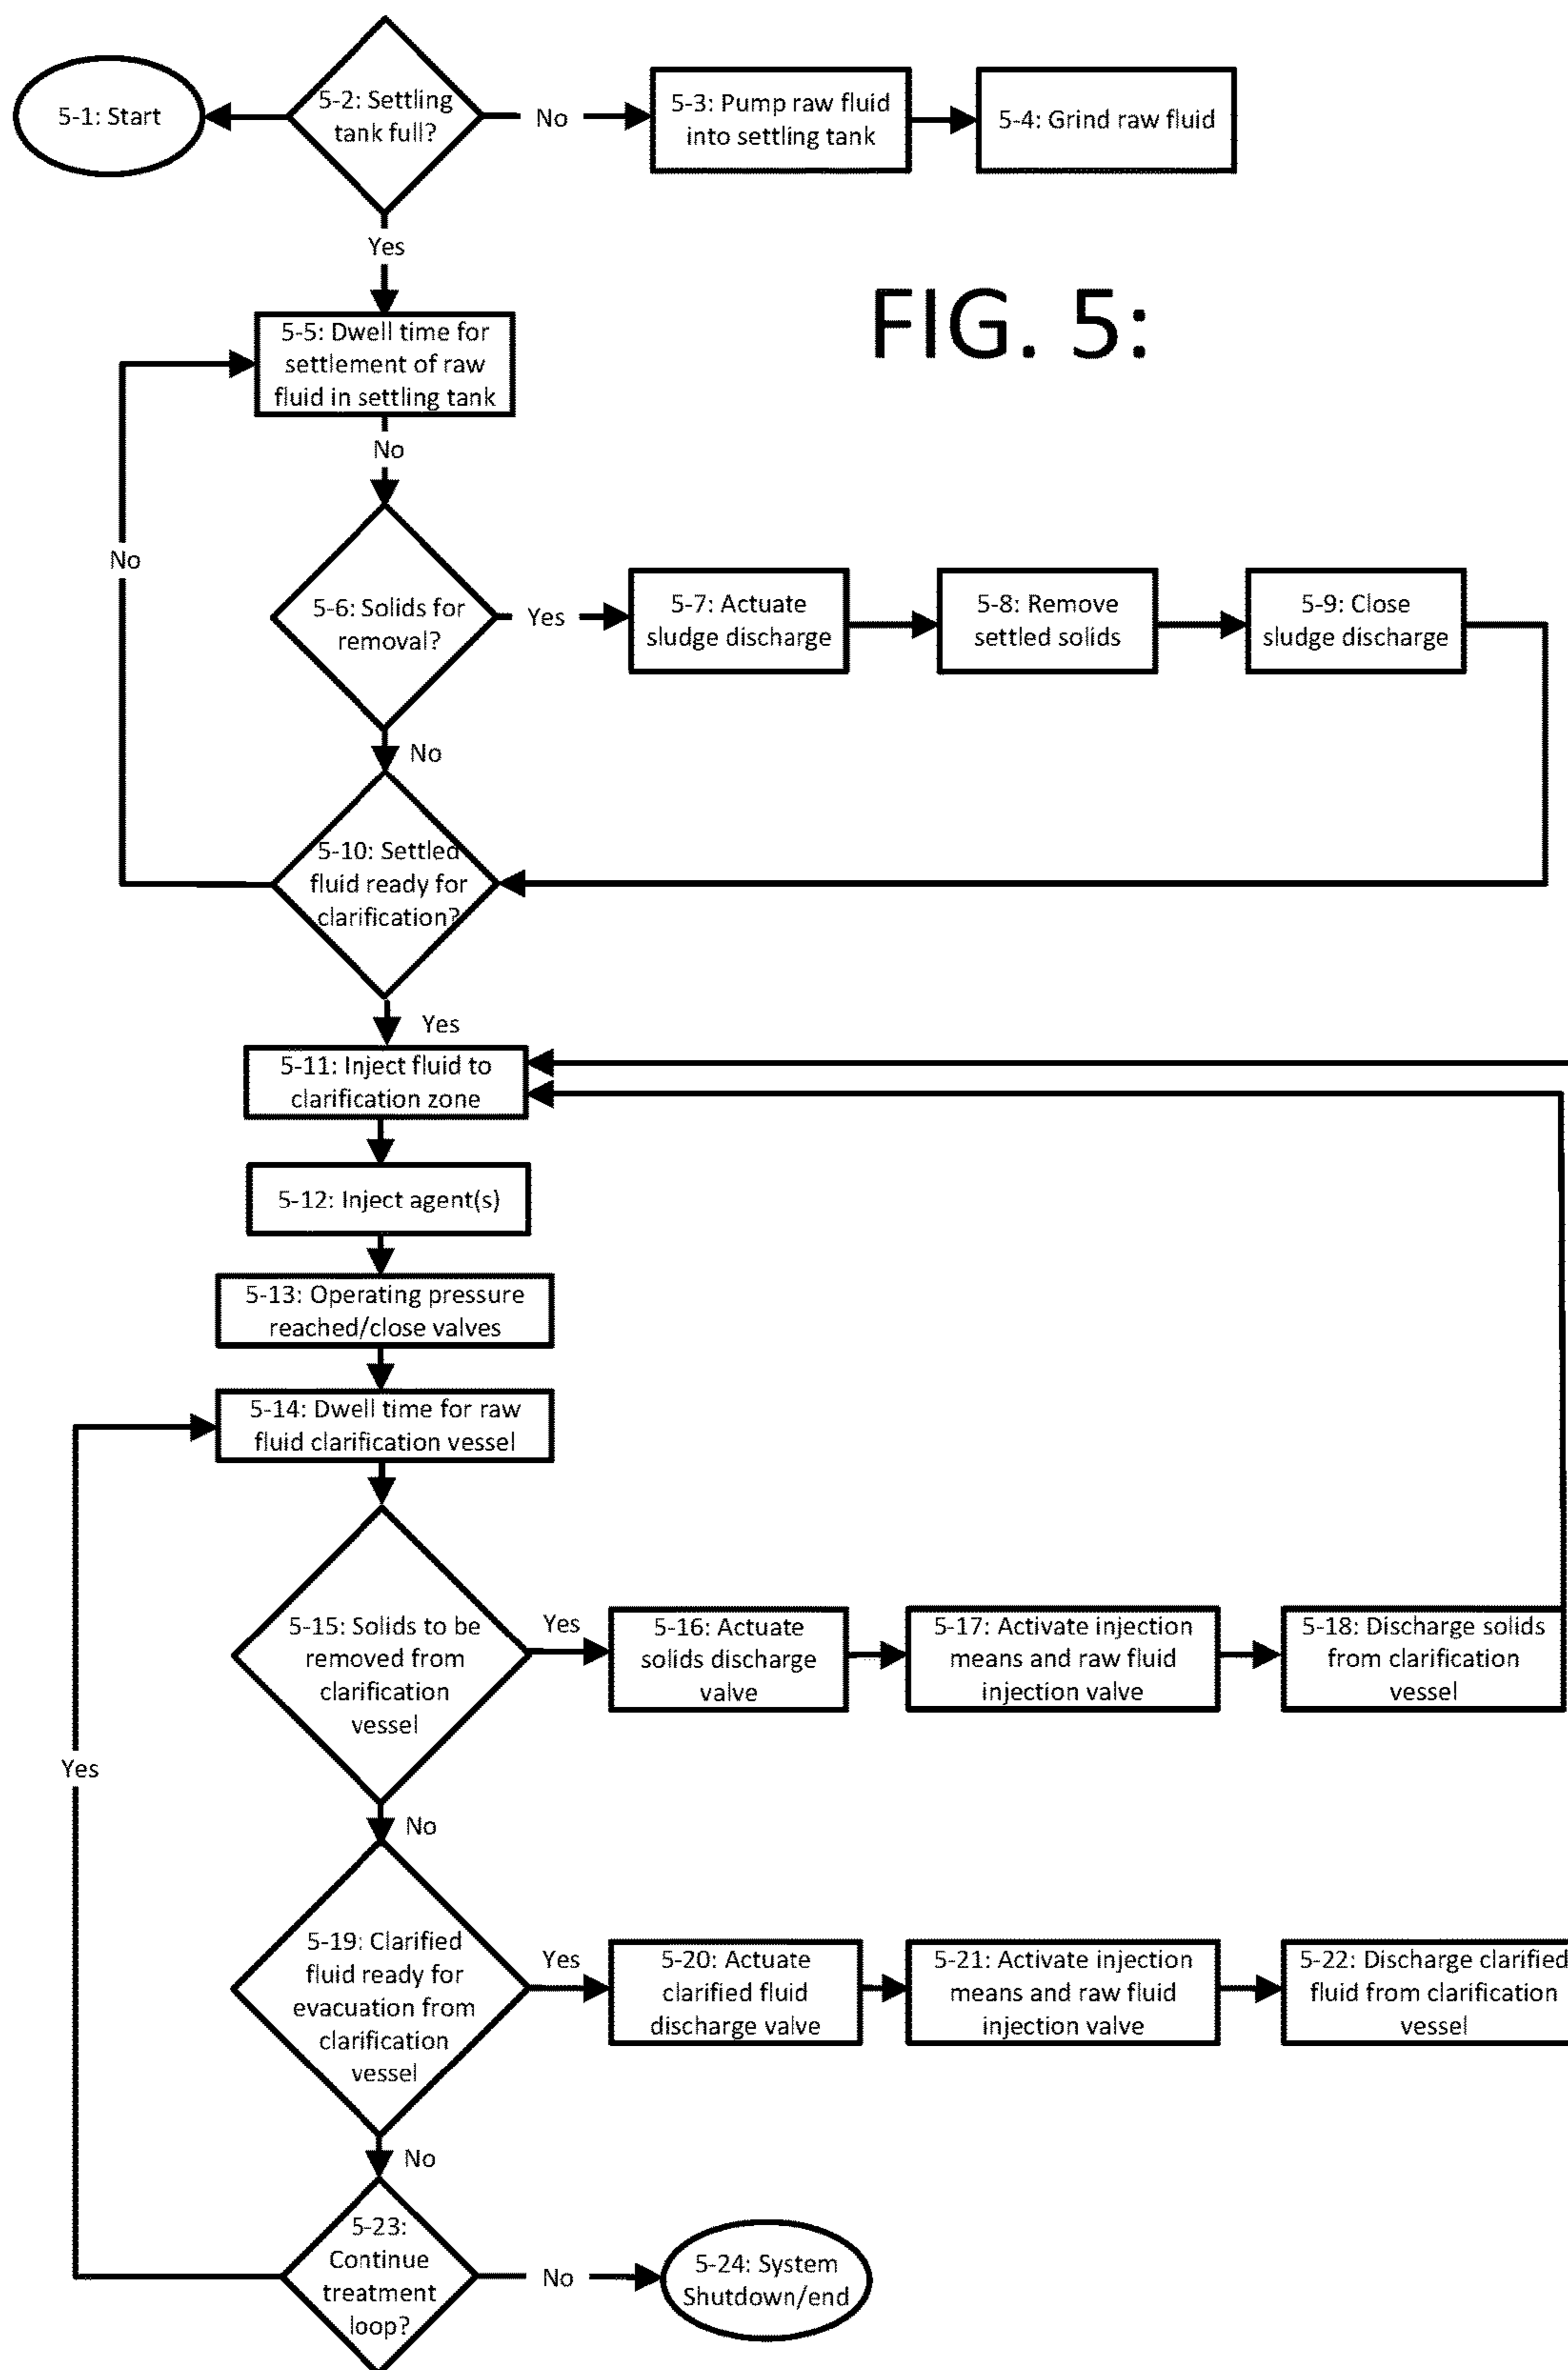 5-1: Start
5-2: Settling
tank full?
No
5-3: Pump raw fluid
into settling tank
5-4: Grind raw fluid
Yes
FIG. 5:
5-5: Dwell time for
settlement of raw
fluid in settling tank
No
No
5-6: Solids for
removal?
Yes
5-7: Actuate
sludge discharge
5-8: Remove
settled solids
5-9: Close
sludge discharge
No
5-10: Settled
fluid ready for
clarification?
Yes
5-11: Inject fluid to
clarification zone
5-12: Inject agent(s)
5-13: Operating pressure
reached/close valves
5-14: Dwell time for raw
fluid clarification vessel
5-15: Solids to be
removed from
clarification
vessel
Yes
5-16: Actuate
solids discharge
valve
5-17: Activate injection
means and raw fluid
injection valve
5-18: Discharge solids
from clarification
vessel
Yes
No
5-19: Clarified
fluid ready for
evacuation from
clarification
vessel
Yes
5-20: Actuate
clarified fluid
discharge valve
5-21: Activate injection
means and raw fluid
injection valve
5-22: Discharge clarified
fluid from clarification
vessel
No
5-23:
Continue
treatment
loop?
No
5-24: System
Shutdown/end